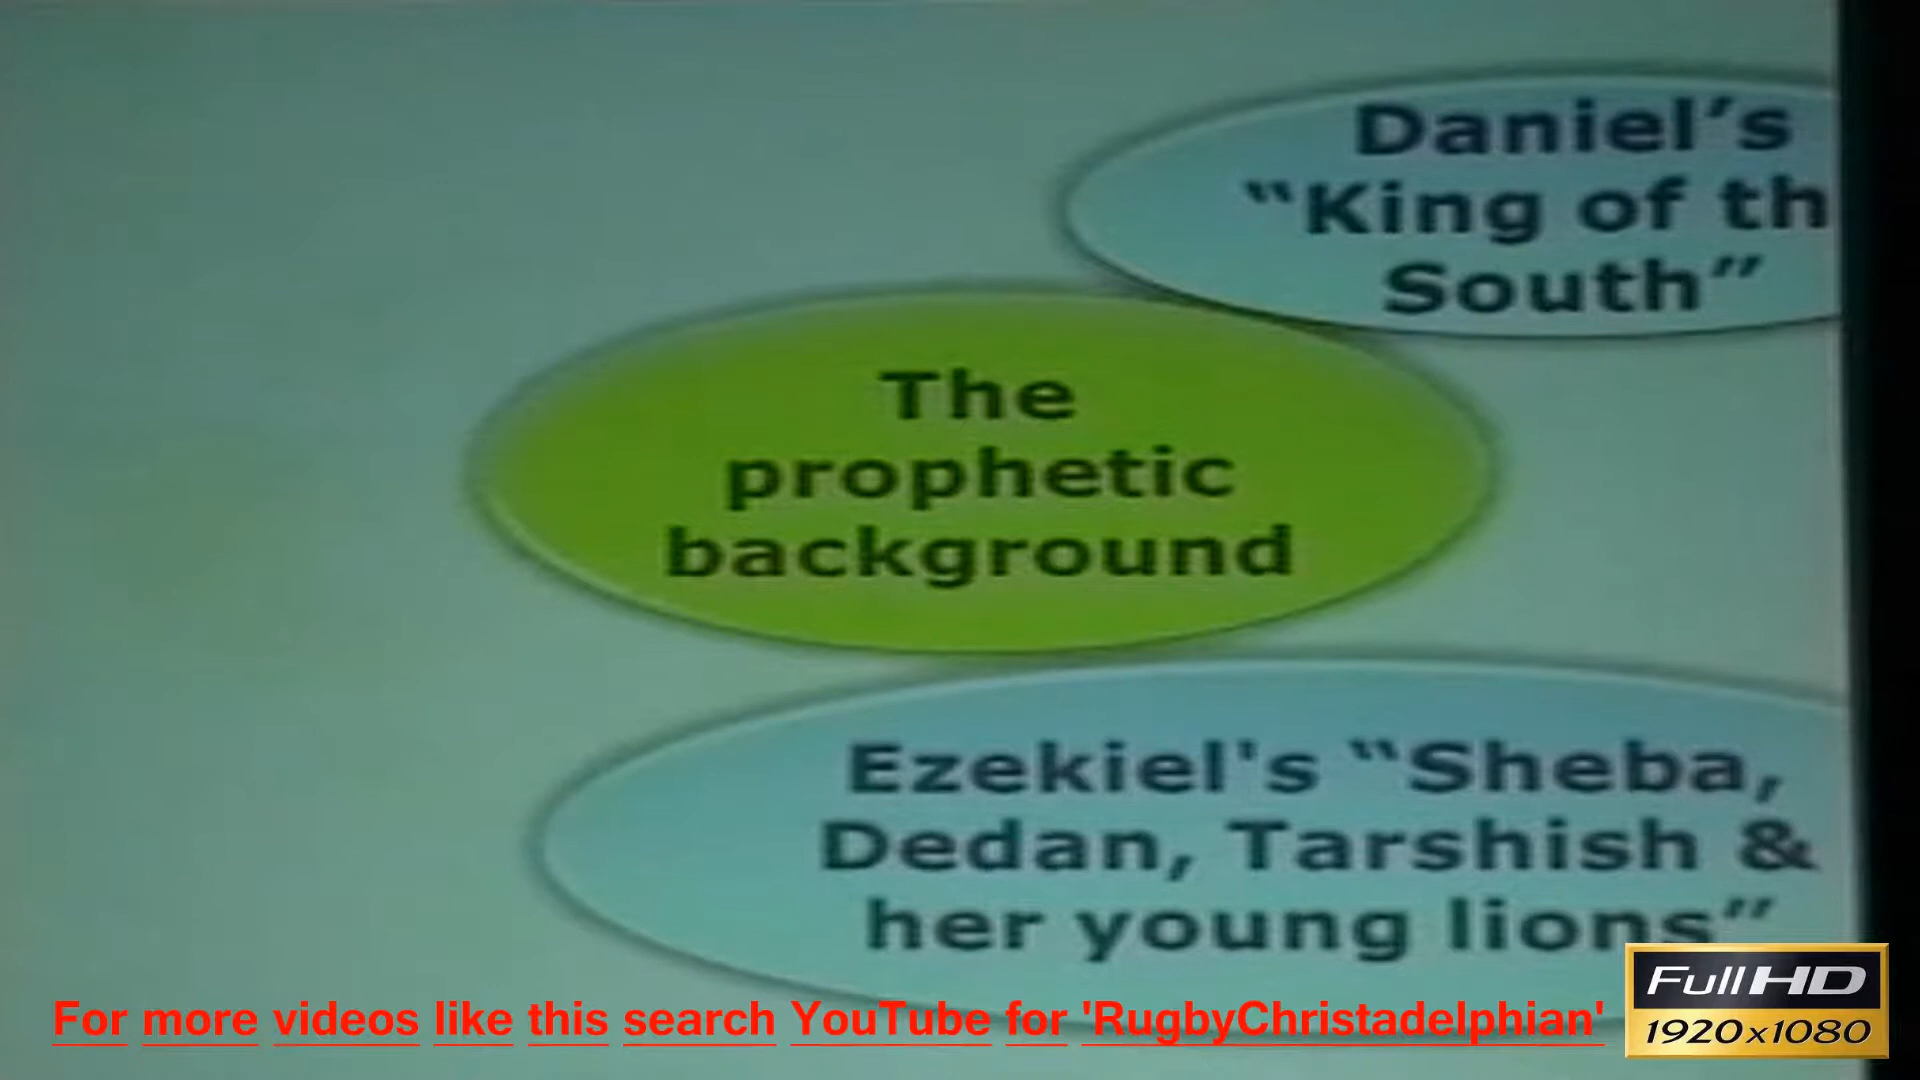 Daniel’s
“King of th
South”
The
prophetic
background
Ezekiel's “Sheba,
Dedan, Tarshish &
her young lions”
For more videos like this search YouTube for 'RugbyChristadelphian'
Full HD
1920x1080